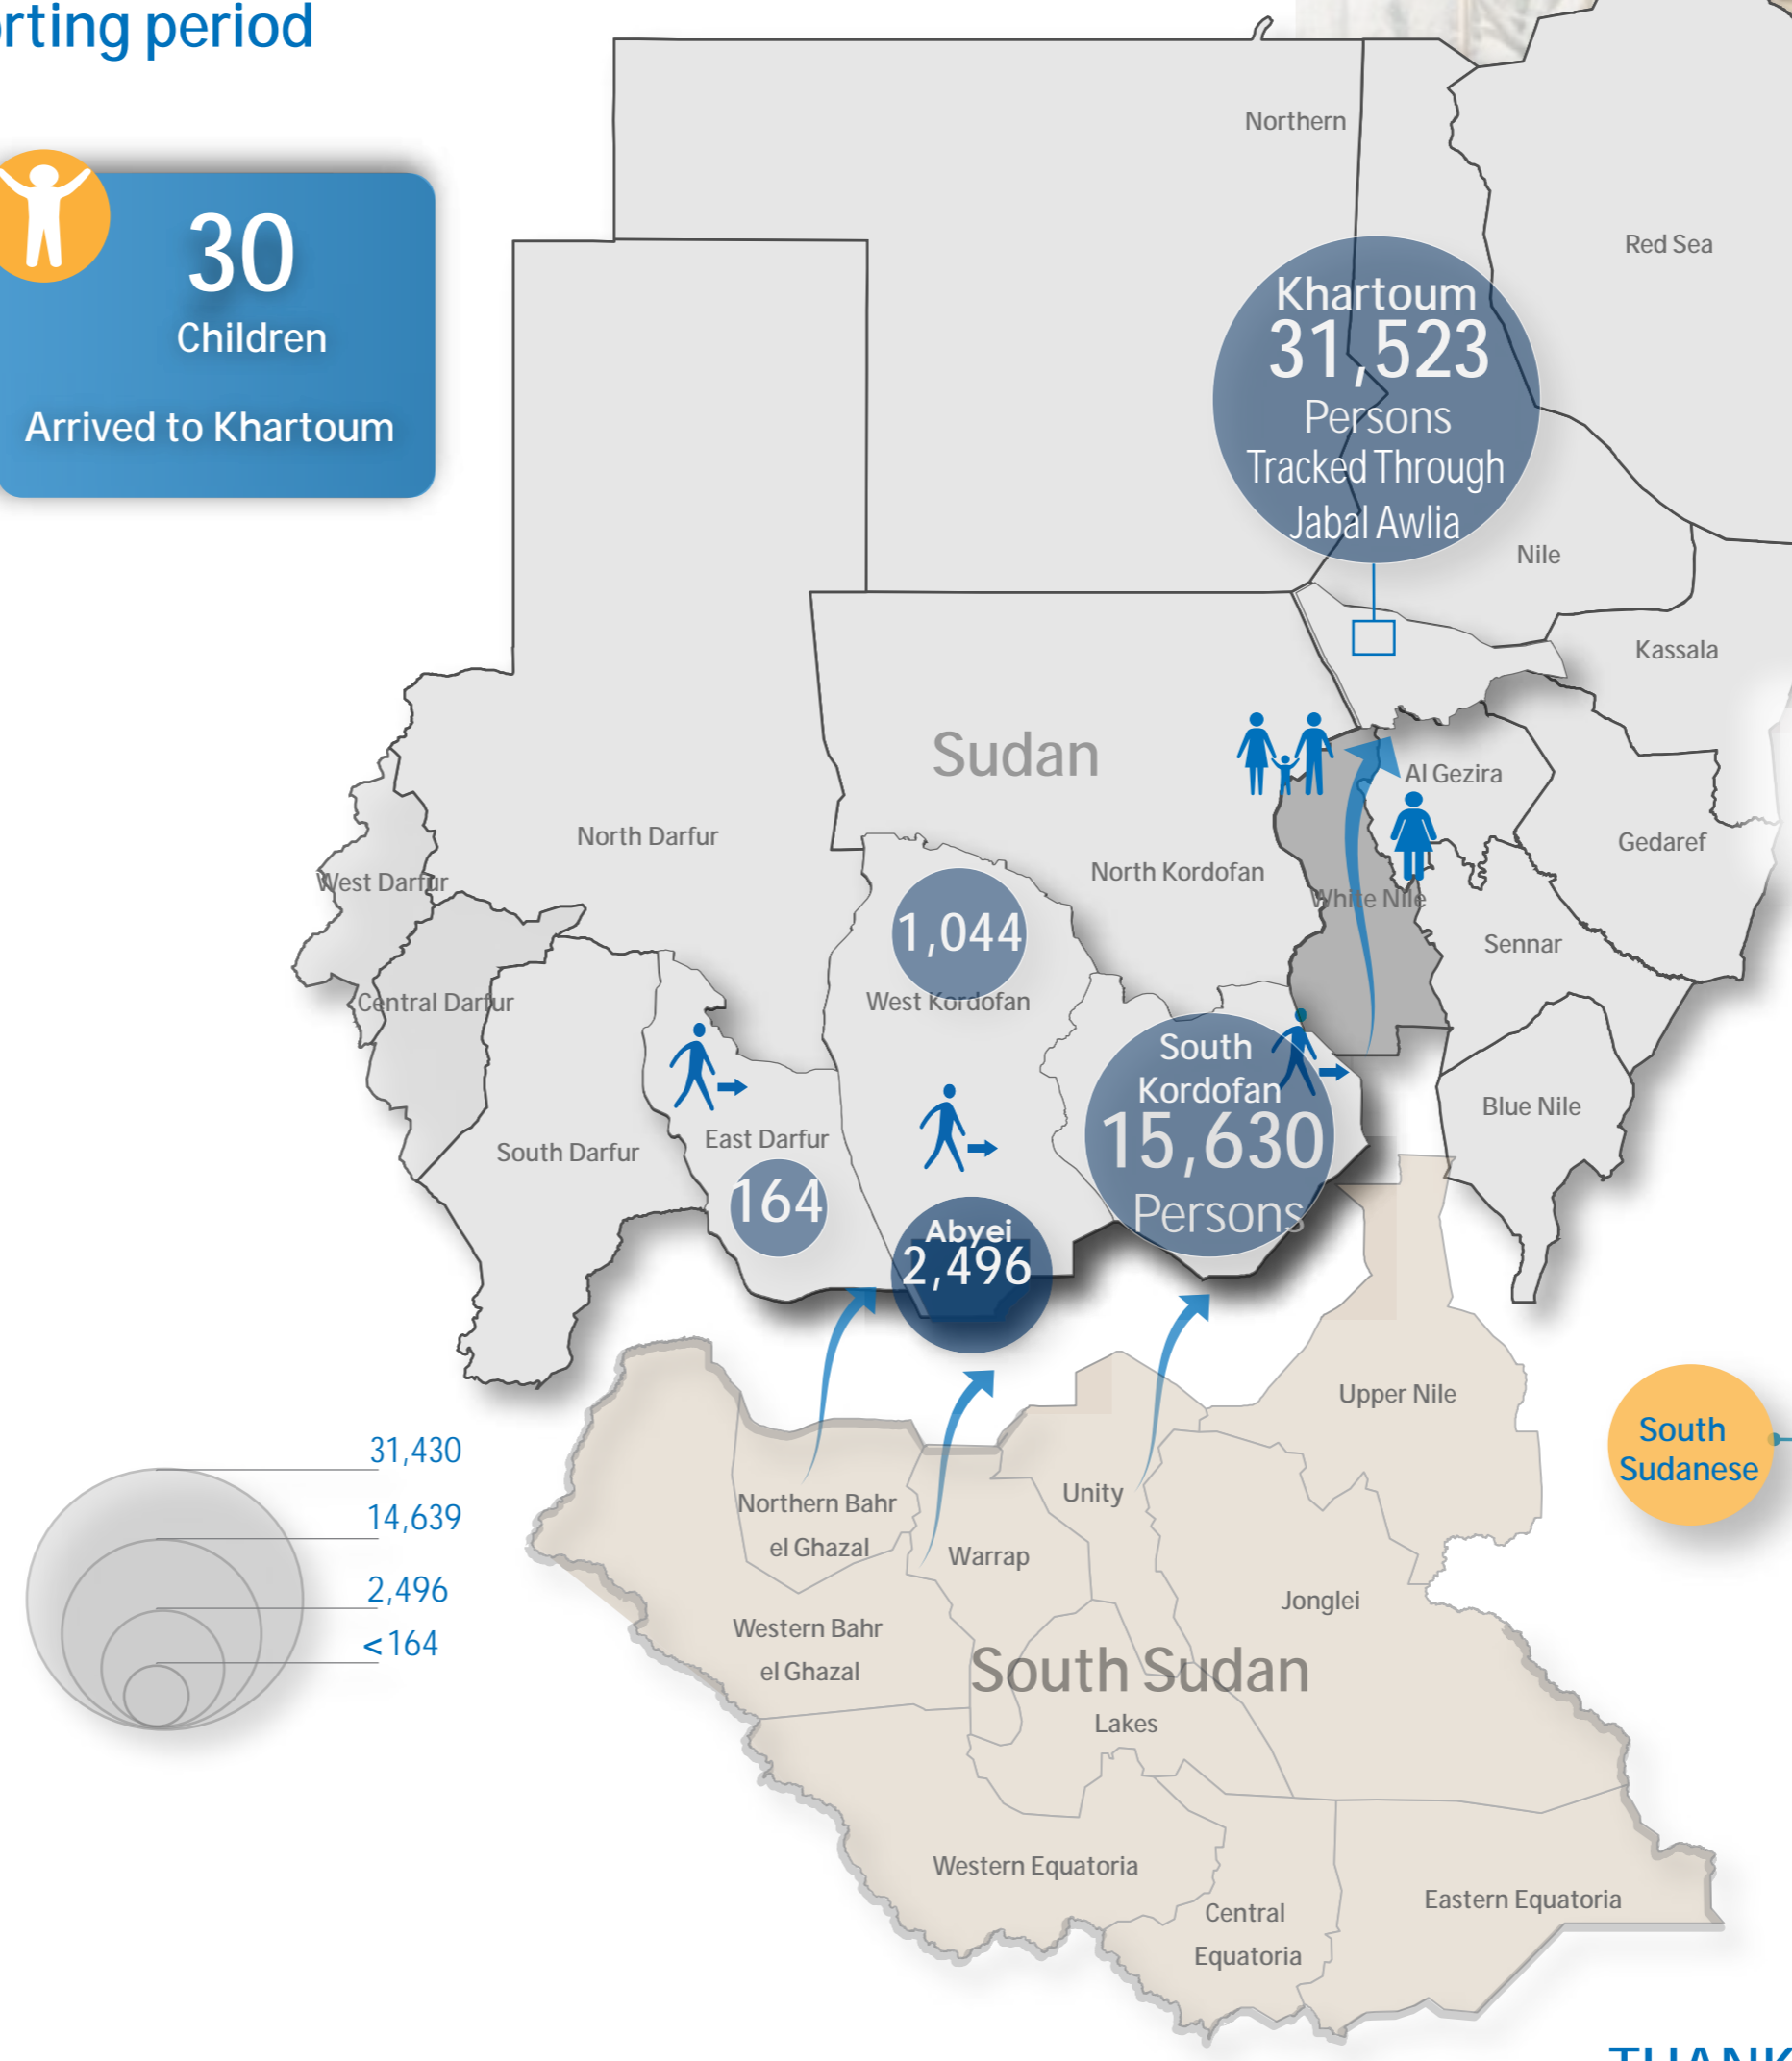 rting period
30
Children
Arrived to Khartoum
Northern
Red Sea
Khartoum
31,523
Persons
Tracked Through
Jabal Awlia
Nile
Kassala
Sudan
Al Gezira
North Darfur
Gedaref
North Kordofan
West Darfur
White Nile
1,044
Sennar
West Kordofan
Central Darfur
South
Kordofan
15,630
Persons
Blue Nile
East Darfur
South Darfur
164
Abyei
2,496
Upper Nile
South
Sudanese
31,430
14,639
2,496
<164
Northern Bahr
el Ghazal
Unity
Warrap
Jonglei
Western Bahr
el Ghazal
South Sudan
Lakes
Western Equatoria
Eastern Equatoria
Central
Equatoria
THANK